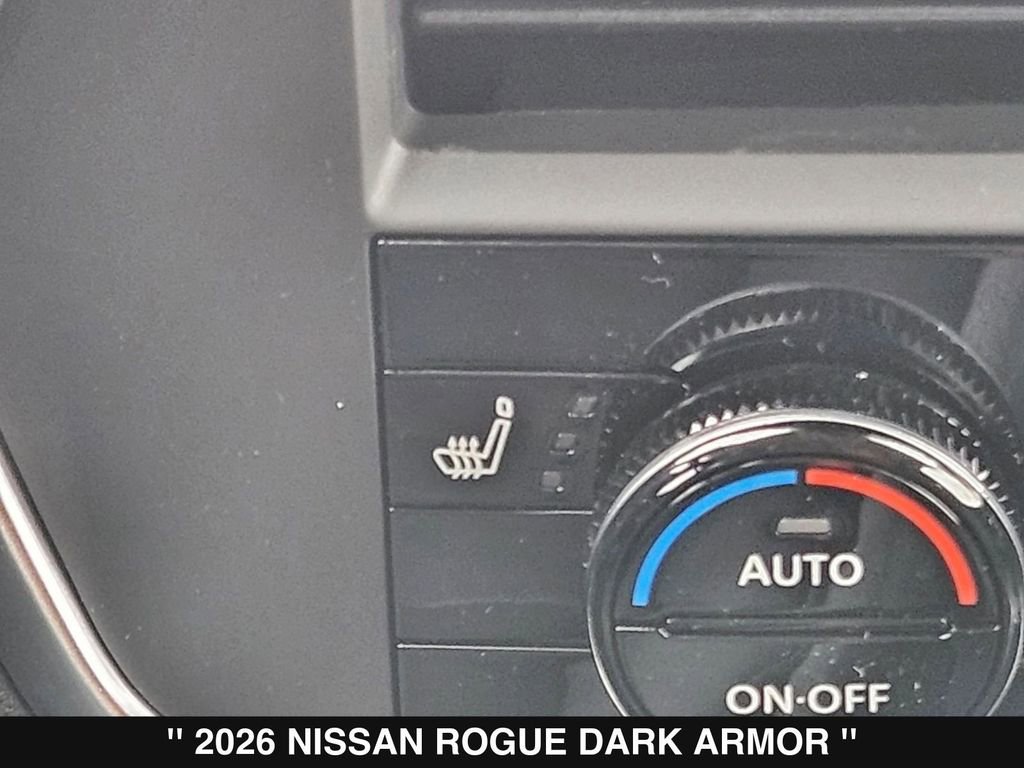 AUTO
ON·OFF
" 2026 NISSAN ROGUE DARK ARMOR "